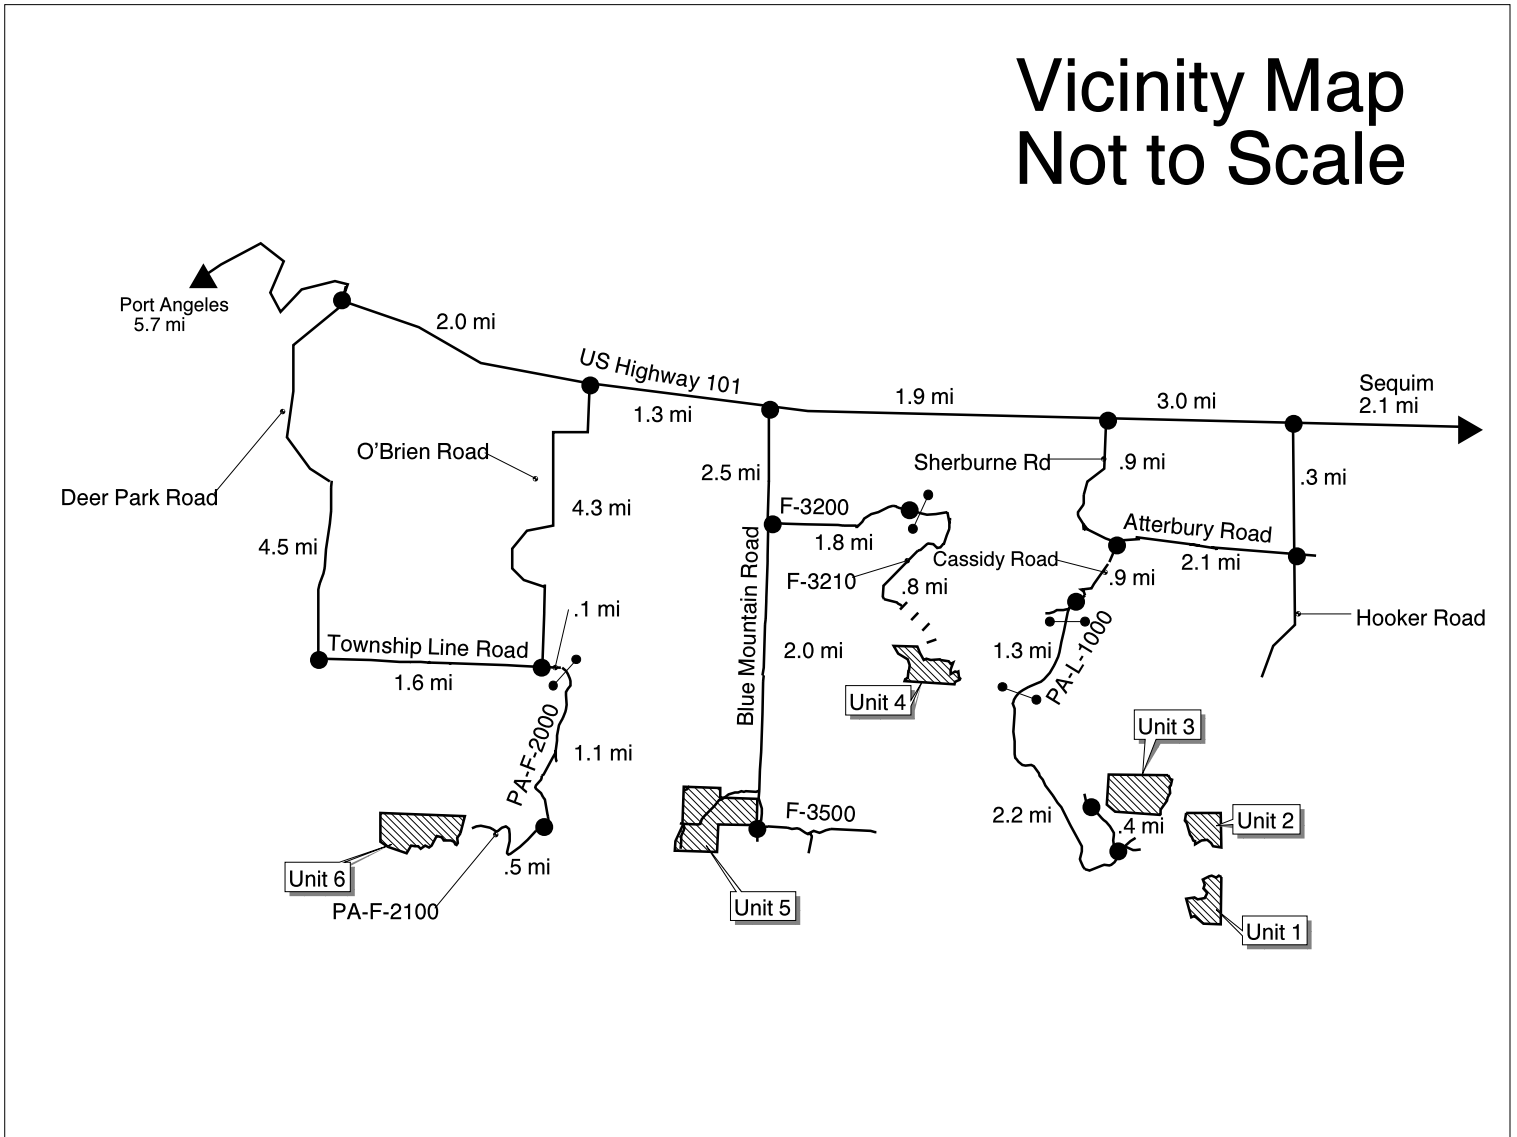 Vicinity Map
Not to Scale
Port Angeles
5.7 mi
2.0 mi
US Highway 101
1.3 mi
1.9 mi
3.0 mi
Sequim
2.1 mi
Deer Park Road
O'Brien Road
4.3 mi
4.5 mi
2.5 mi
F-3200
1.8 mi
F-3210
.8 mi
Sherburne Rd
.9 mi
.3 mi
Atterbury Road
2.1 mi
Cassidy Road
.9 mi
Hooker Road
.1 mi
Township Line Road
1.6 mi
Blue Mountain Road
2.0 mi
1.3 mi
PA-L-1000
Unit 4
Unit 3
PA-F-2000
1.1 mi
2.2 mi
.4 mi
Unit 2
F-3500
.5 mi
Unit 6
PA-F-2100
Unit 5
Unit 1